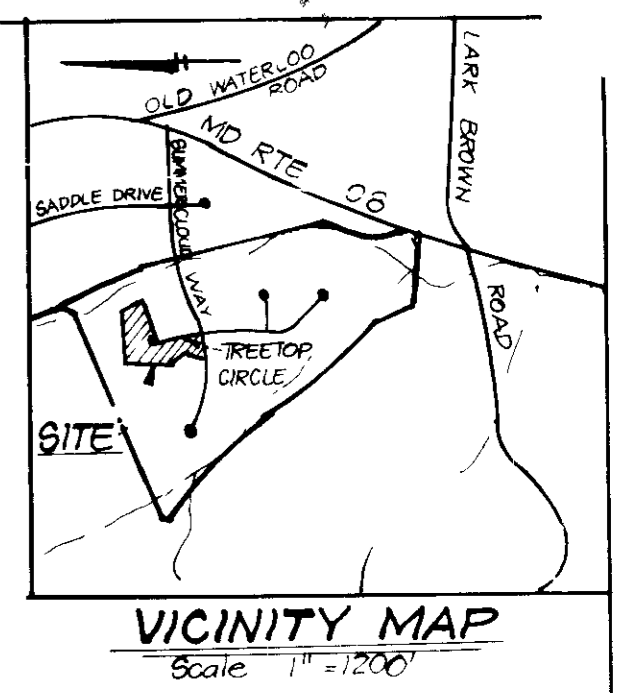 OLD WATERLOO
ROAD
MD RTE
LARK BROWN
ROAD
SADDLE DRIVE
SUMMERCLOUD WAY
TREETOP
CIRCLE
SITE
VICINITY MAP
Scale 1" = 1200'